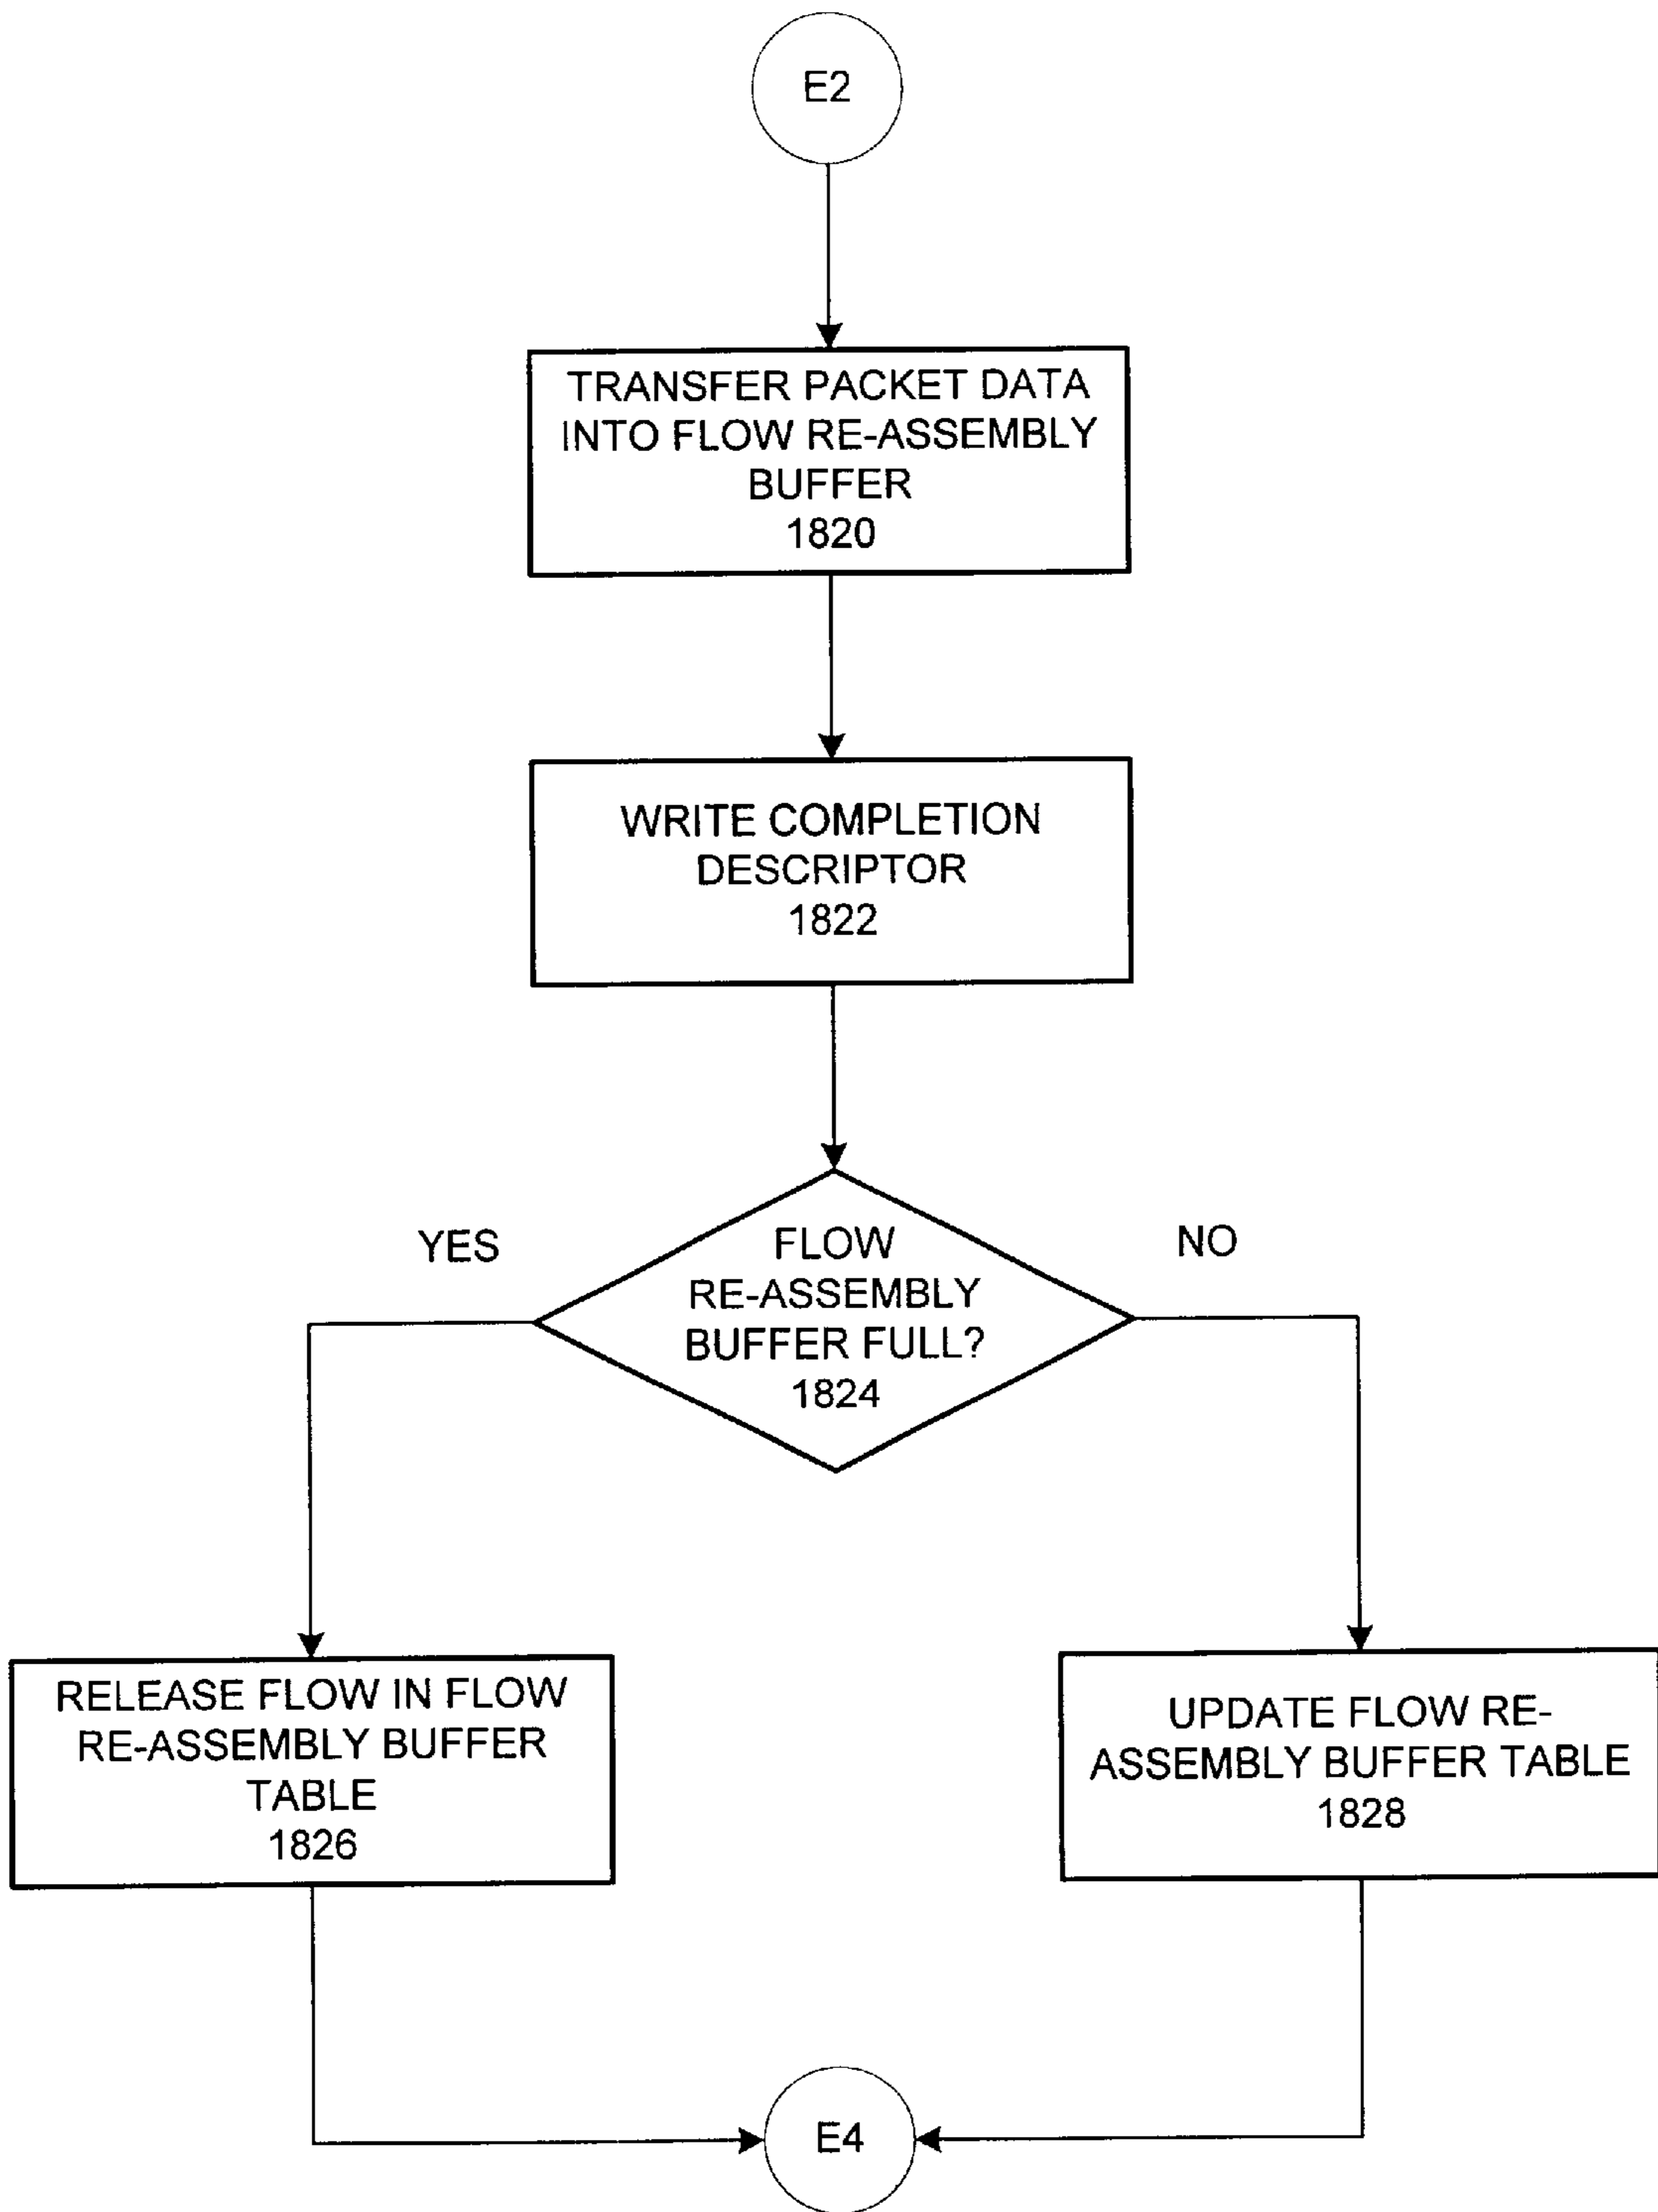 E2
TRANSFER PACKET DATA
INTO FLOW RE-ASSEMBLY
BUFFER
1820
WRITE COMPLETION
DESCRIPTOR
1822
YES
NO
FLOW
RE-ASSEMBLY
BUFFER FULL?
1824
RELEASE FLOW IN FLOW
RE-ASSEMBLY BUFFER
TABLE
1826
UPDATE FLOW RE-
ASSEMBLY BUFFER TABLE
1828
E4